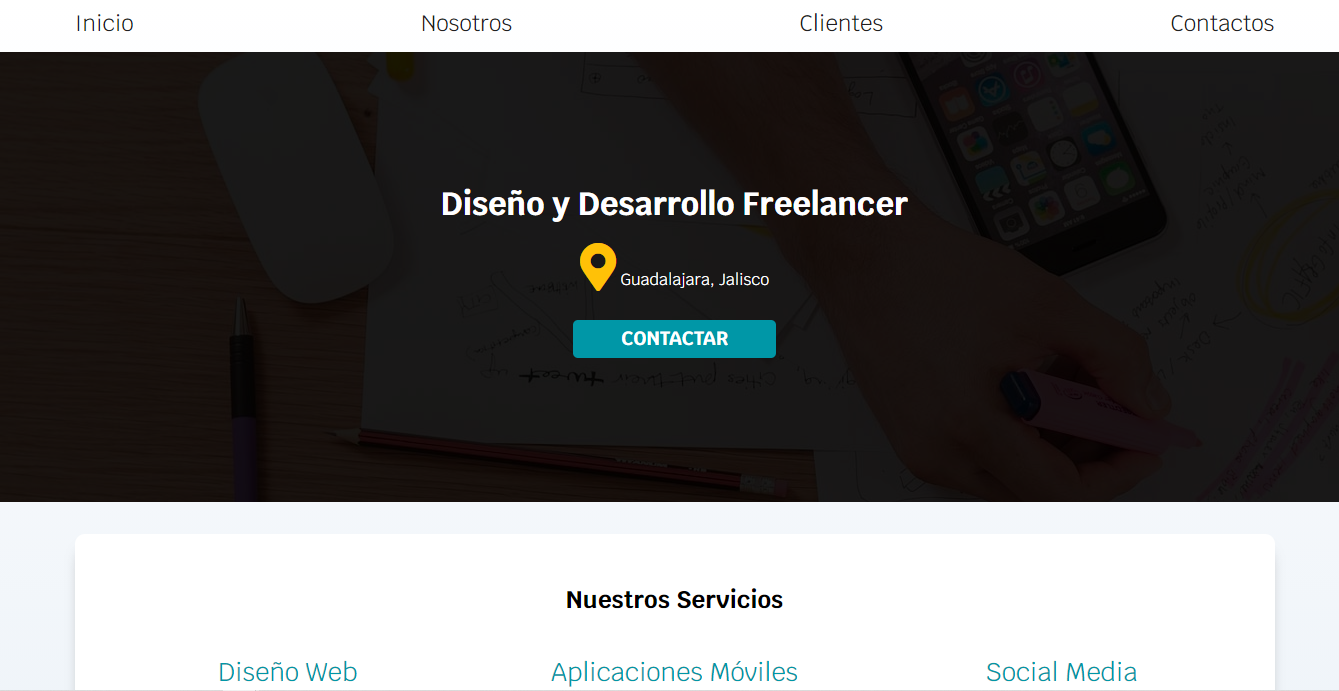 Inicio Nosotros Clientes Contactos
Diseño y Desarrollo Freelancer
Guadalajara, Jalisco
CONTACTAR
Nuestros Servicios
Diseño Web Aplicaciones Móviles Social Media